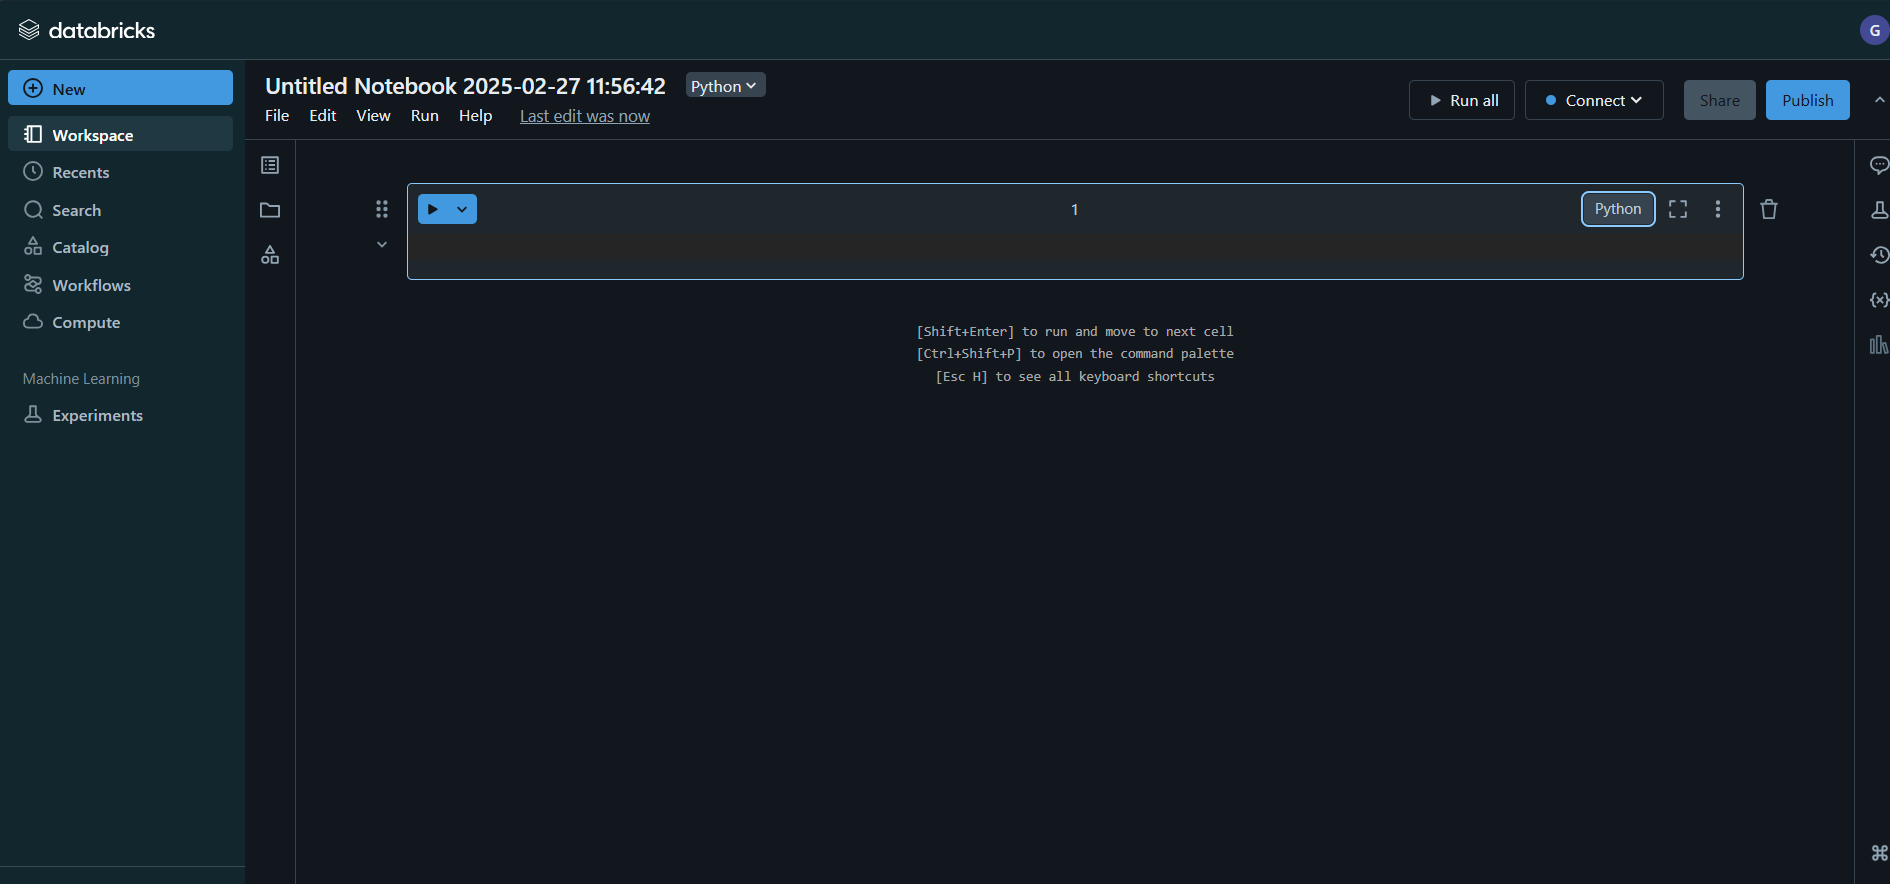 databricks
G
New
Workspace
Recents
Search
Catalog
Workflows
Compute
Machine Learning
Experiments
Untitled Notebook 2025-02-27 11:56:42 Python
File Edit View Run Help Last edit was now
Run all Connect Share Publish
1
Python
[Shift+Enter] to run and move to next cell
[Ctrl+Shift+P] to open the command palette
[Esc H] to see all keyboard shortcuts